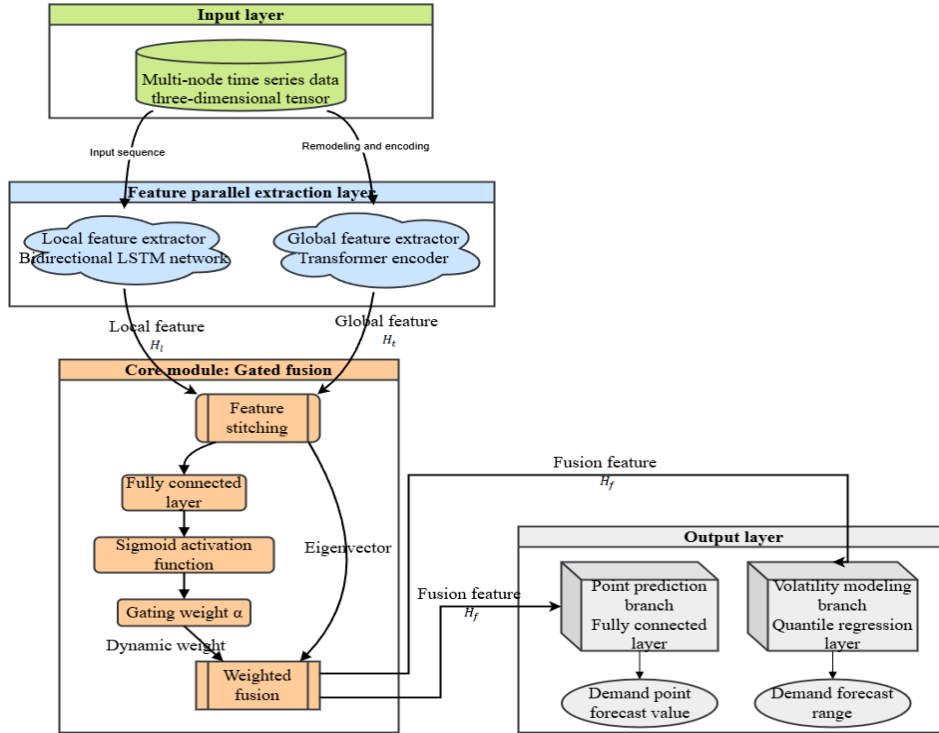 Input layer
Multi-node time series data
three-dimensional tensor
Input sequence
Remodeling and encoding
Feature parallel extraction layer
Local feature extractor
Bidirectional LSTM network
Global feature extractor
Transformer encoder
Local feature
H_l
Global feature
H_t
Core module: Gated fusion
Feature
stitching
Fully connected
layer
Sigmoid activation
function
Gating weight α
Dynamic weight
Eigenvector
Weighted
fusion
Fusion feature
H_f
Fusion feature
H_f
Output layer
Point prediction
branch
Fully connected
layer
Volatility modeling
branch
Quantile regression
layer
Demand point
forecast value
Demand forecast
range